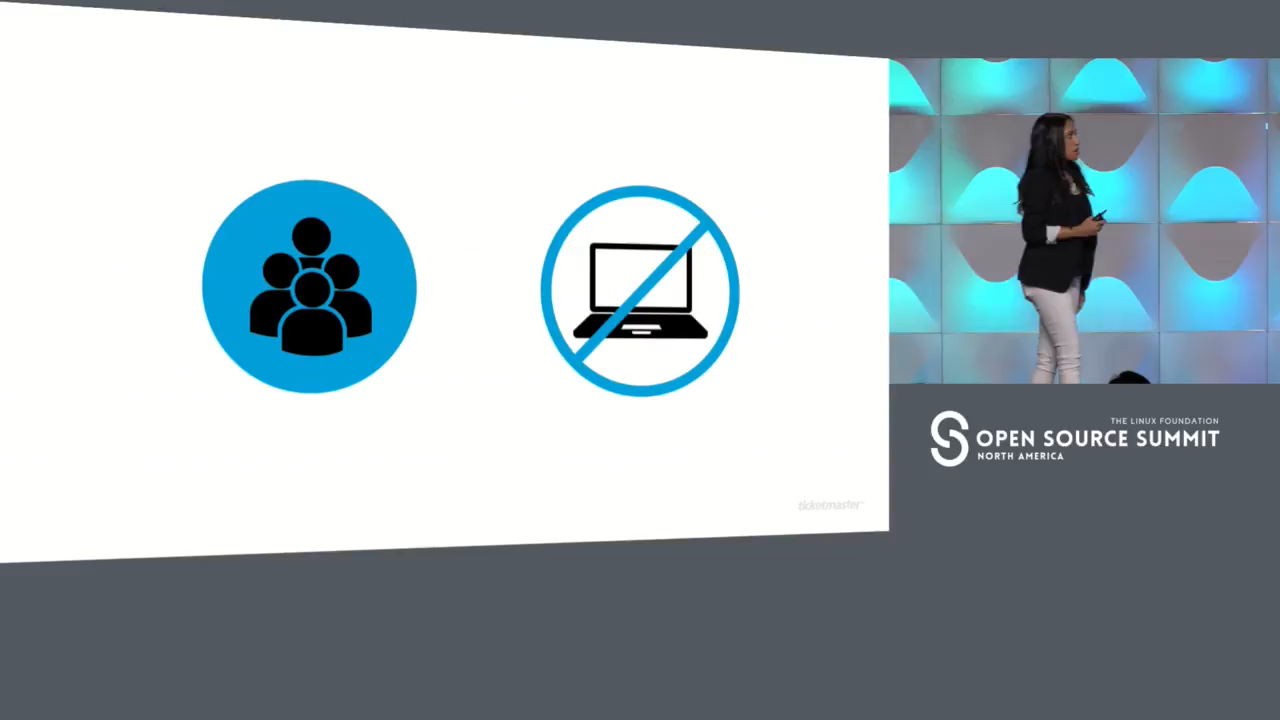 ticketmaster
THE LINUX FOUNDATION
OPEN SOURCE SUMMIT
NORTH AMERICA